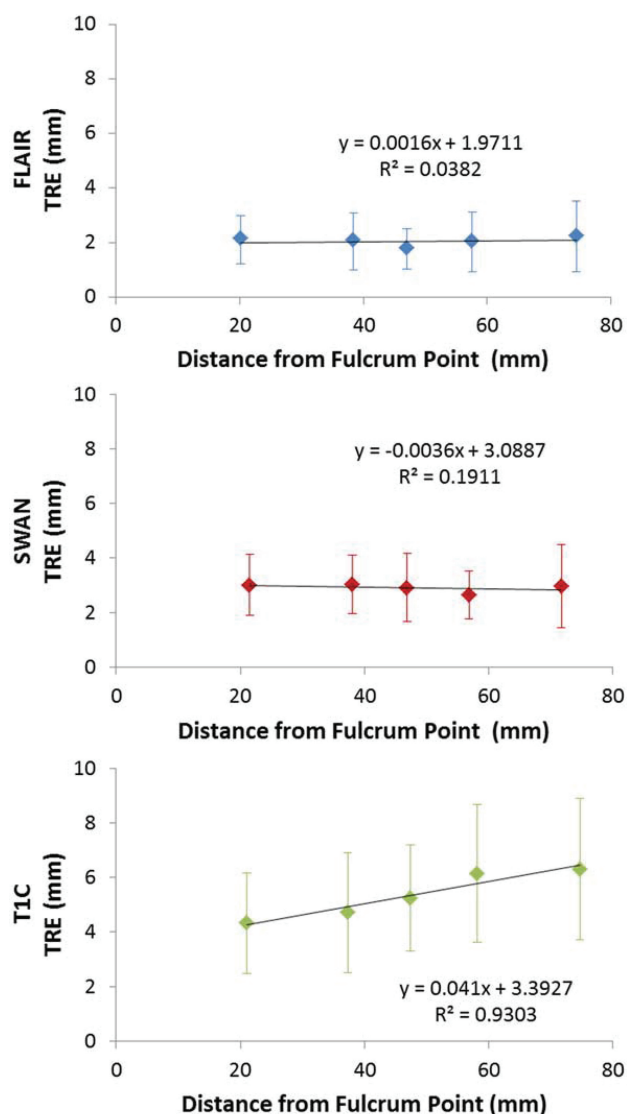 10
8
6
4
2
0
FLAIR
TRE (mm)
y = 0.0016x + 1.9711
R² = 0.0382
0 20 40 60 80
Distance from Fulcrum Point (mm)
10
8
6
4
2
0
SWAN
TRE (mm)
y = -0.0036x + 3.0887
R² = 0.1911
0 20 40 60 80
Distance from Fulcrum Point (mm)
10
8
6
4
2
0
T1C
TRE (mm)
y = 0.041x + 3.3927
R² = 0.9303
0 20 40 60 80
Distance from Fulcrum Point (mm)